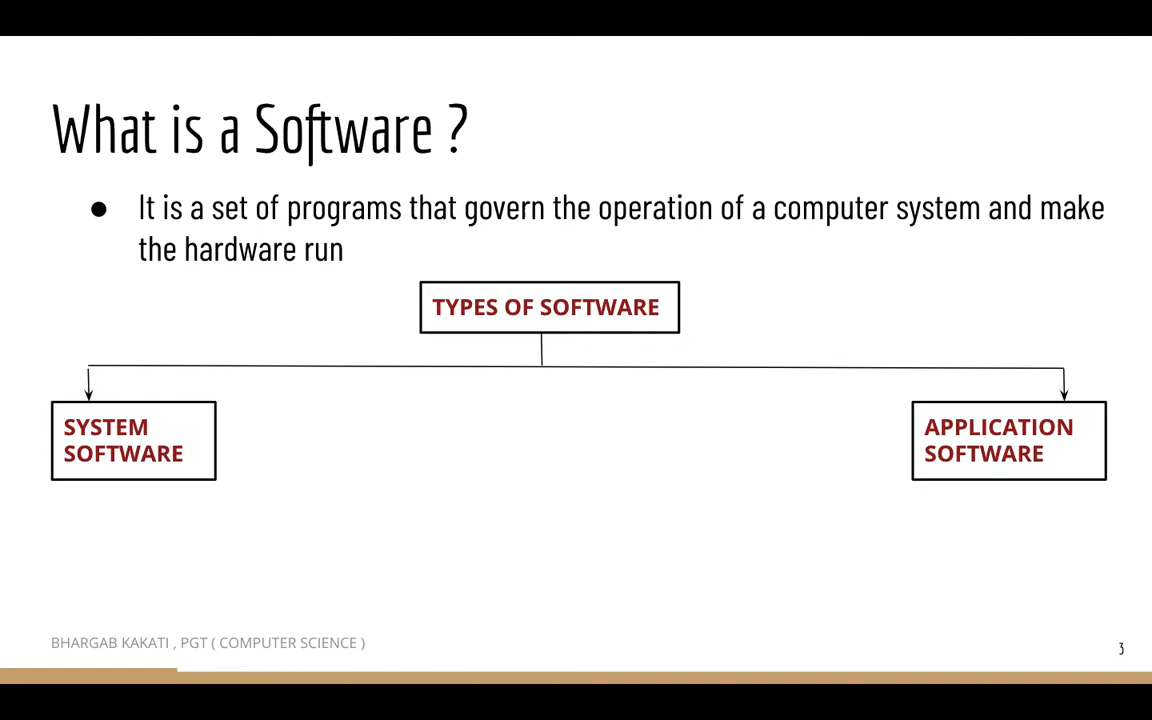 What is a Software ?
● It is a set of programs that govern the operation of a computer system and make
the hardware run
TYPES OF SOFTWARE
SYSTEM
SOFTWARE
APPLICATION
SOFTWARE
BHARGAB KAKATI , PGT ( COMPUTER SCIENCE )
3